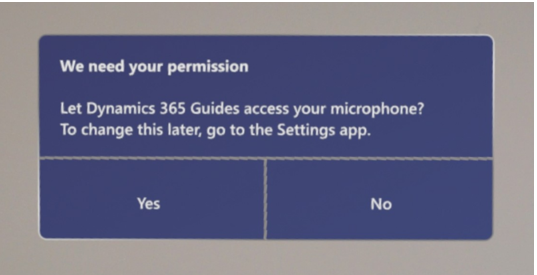 We need your permission
Let Dynamics 365 Guides access your microphone?
To change this later, go to the Settings app.
Yes
No